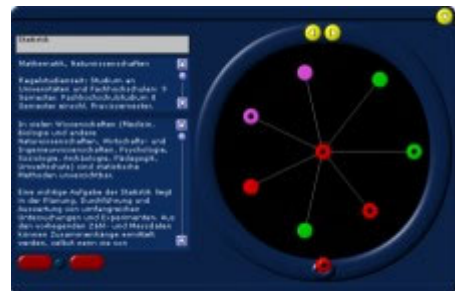 Statistik
Mathematik, Naturwissenschaften
Regelstudienzeit: Studium an
Universitäten und Fachhochschulen: 9
Semester. Fachhochschulstudium 8
Semester einschl. Praxissemester.
In vielen Wissenschaften (Medizin,
Biologie und andere
Naturwissenschaften, Wirtschafts- und
Ingenieurwissenschaften, Psychologie,
Soziologie, Archäologie, Pädagogik,
Umweltschutz) sind statistische
Methoden unverzichtbar.
Eine wichtige Aufgabe der Statistik liegt
in der Planung, Durchführung und
Auswertung von umfangreichen
Untersuchungen und Experimenten. Aus
den vorliegenden Zähl- und Messdaten
können Zusammenhänge ermittelt
werden, selbst wenn sie von